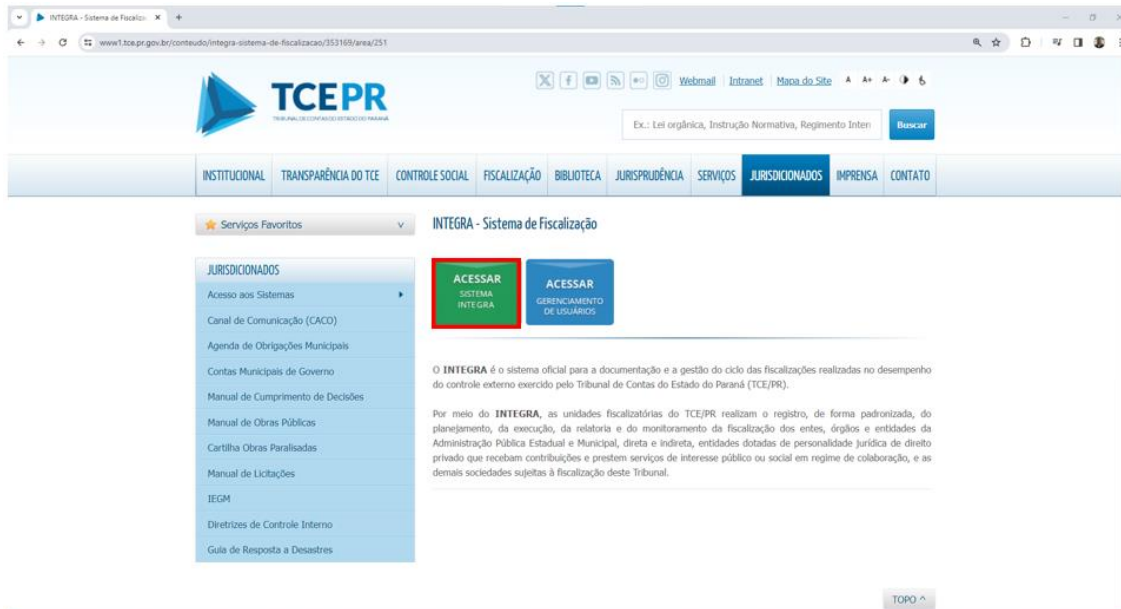 INTEGRA - Sistema de Fiscaliza
www1.tce.pr.gov.br/conteudo/integra-sistema-de-fiscalizacao/353169/area/251
TCEPR
TRIBUNAL DE CONTAS DO ESTADO DO PARANÁ
Webmail Intranet Mapa do Site A A+ A-
Ex.: Lei orgânica, Instrução Normativa, Regimento Inter
Buscar
INSTITUCIONAL TRANSPARÊNCIA DO TCE CONTROLE SOCIAL FISCALIZAÇÃO BIBLIOTECA JURISPRUDÊNCIA SERVIÇOS JURISDICIONADOS IMPRENSA CONTATO
Serviços Favoritos
JURISDICIONADOS
Acesso aos Sistemas
Canal de Comunicação (CACO)
Agenda de Obrigações Municipais
Contas Municipais de Governo
Manual de Cumprimento de Decisões
Manual de Obras Públicas
Cartilha Obras Paralisadas
Manual de Licitações
IEGM
Diretrizes de Controle Interno
Guia de Resposta a Desastres
INTEGRA - Sistema de Fiscalização
ACESSAR
SISTEMA
INTEGRA
ACESSAR
GERENCIAMENTO
DE USUÁRIOS
O INTEGRA é o sistema oficial para a documentação e a gestão do ciclo das fiscalizações realizadas no desempenho
do controle externo exercido pelo Tribunal de Contas do Estado do Paraná (TCE/PR).
Por meio do INTEGRA, as unidades fiscalizatórias do TCE/PR realizam o registro, de forma padronizada, do
planejamento, da execução, da relatoria e do monitoramento da fiscalização dos entes, órgãos e entidades da
Administração Pública Estadual e Municipal, direta e indireta, entidades dotadas de personalidade jurídica de direito
privado que recebam contribuições e prestem serviços de interesse público ou social em regime de colaboração, e as
demais sociedades sujeitas à fiscalização deste Tribunal.
TOPO ^